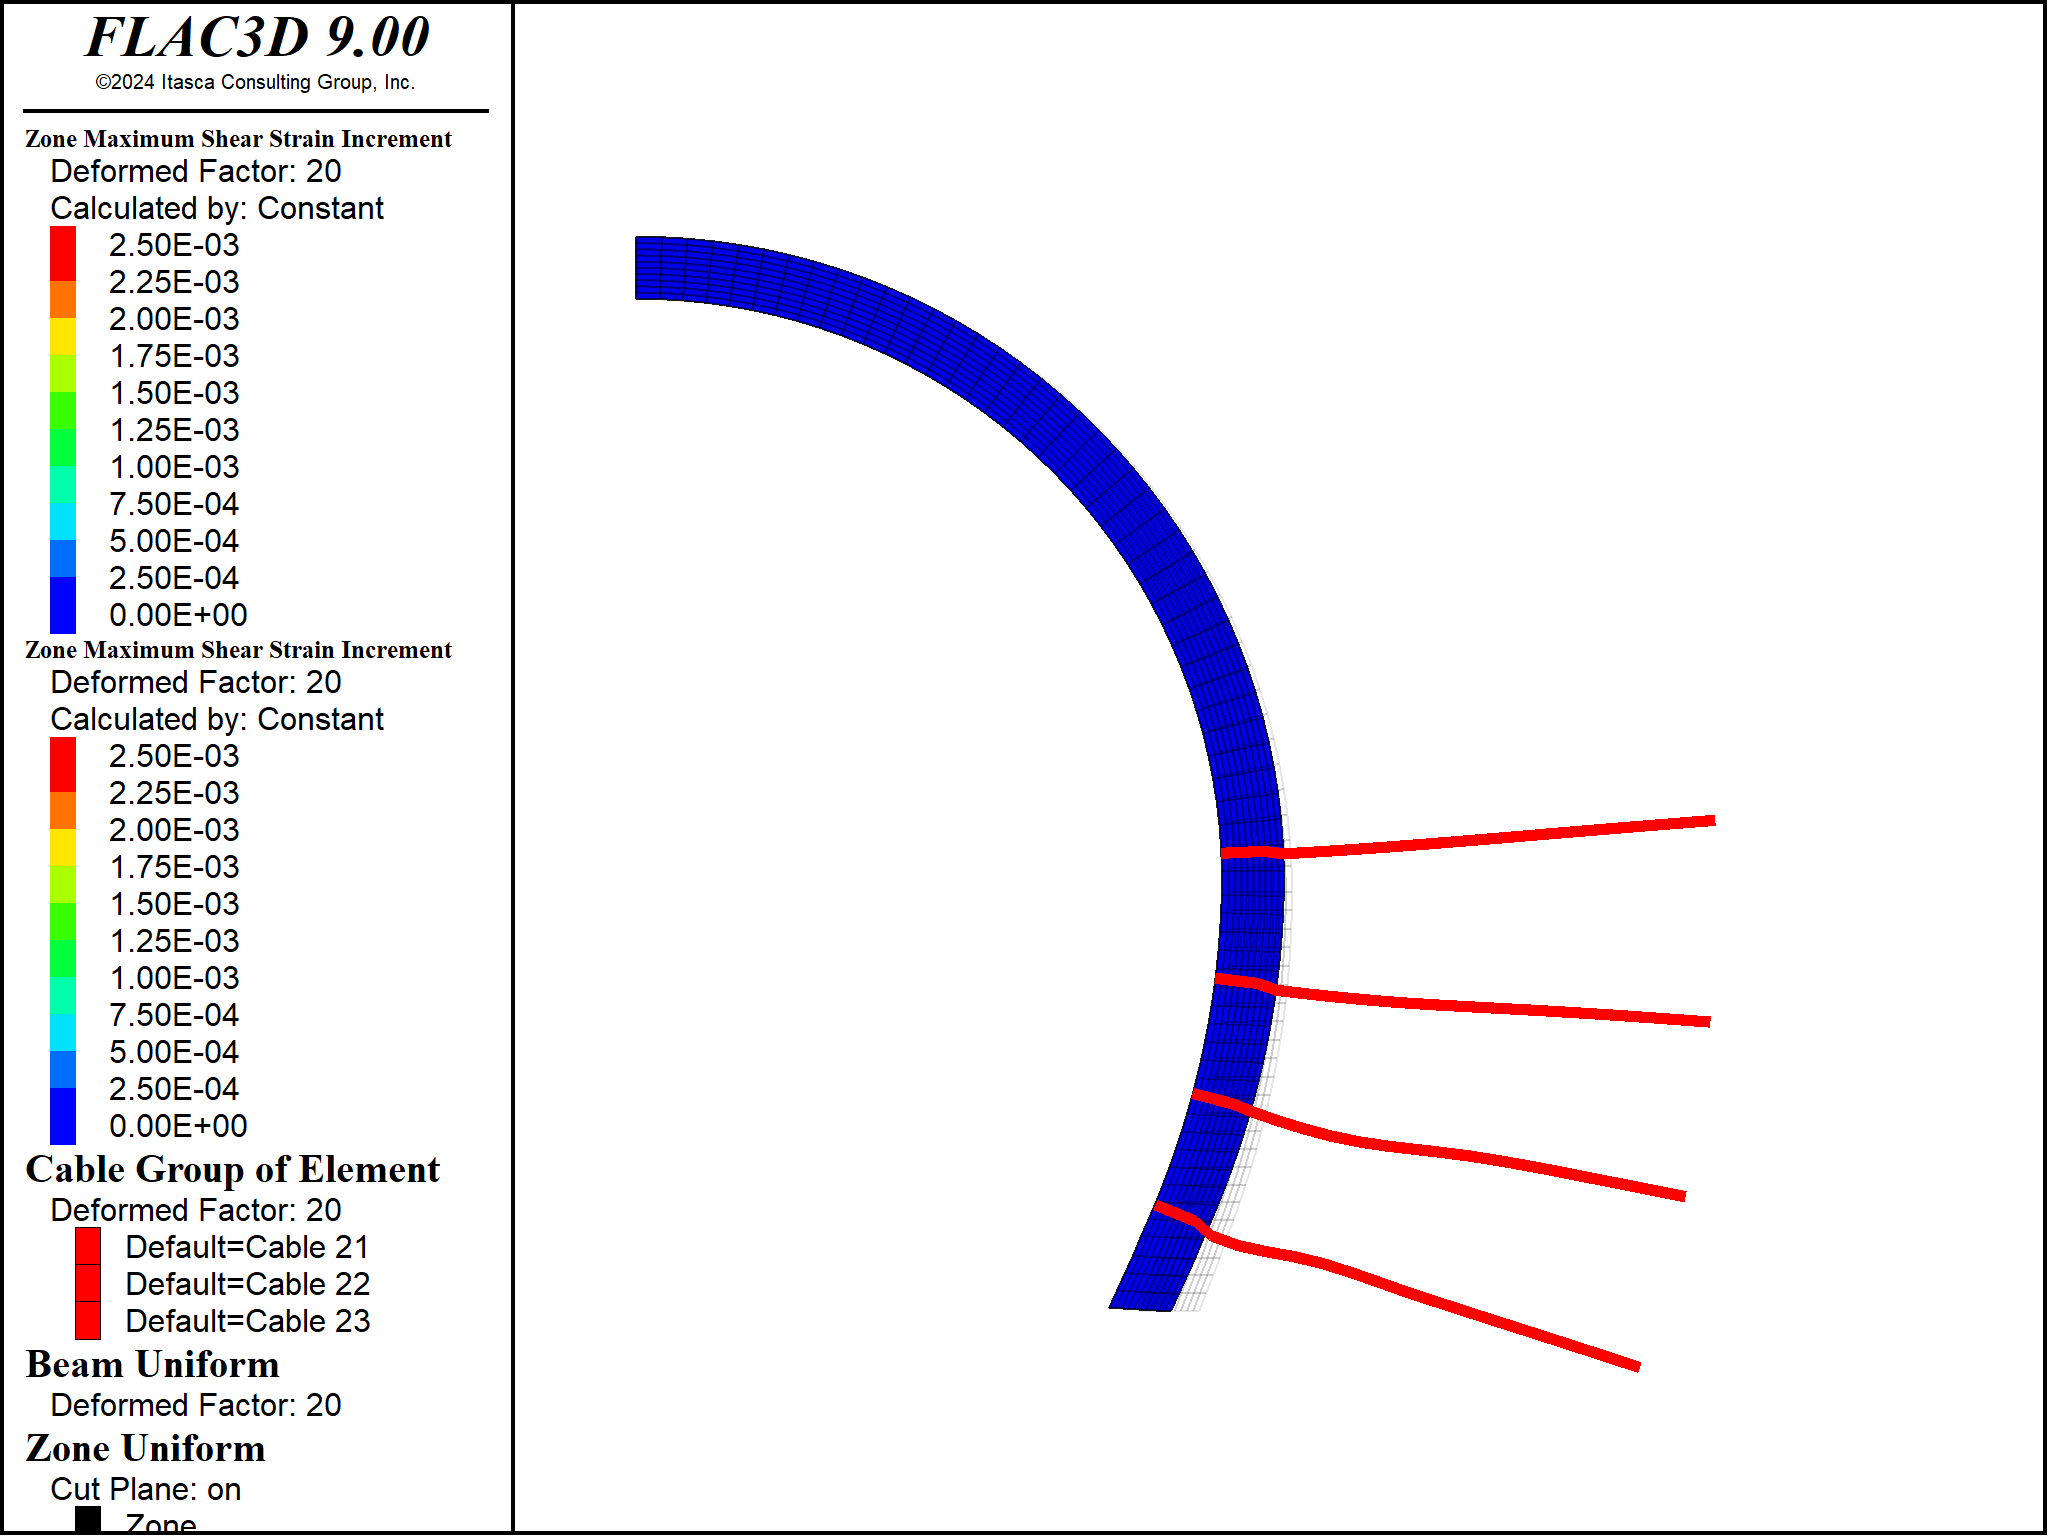 FLAC3D 9.00
©2024 Itasca Consulting Group, Inc.
Zone Maximum Shear Strain Increment
Deformed Factor: 20
Calculated by: Constant
2.50E-03
2.25E-03
2.00E-03
1.75E-03
1.50E-03
1.25E-03
1.00E-03
7.50E-04
5.00E-04
2.50E-04
0.00E+00
Zone Maximum Shear Strain Increment
Deformed Factor: 20
Calculated by: Constant
2.50E-03
2.25E-03
2.00E-03
1.75E-03
1.50E-03
1.25E-03
1.00E-03
7.50E-04
5.00E-04
2.50E-04
0.00E+00
Cable Group of Element
Deformed Factor: 20
Default=Cable 21
Default=Cable 22
Default=Cable 23
Beam Uniform
Deformed Factor: 20
Zone Uniform
Cut Plane: on
Zone